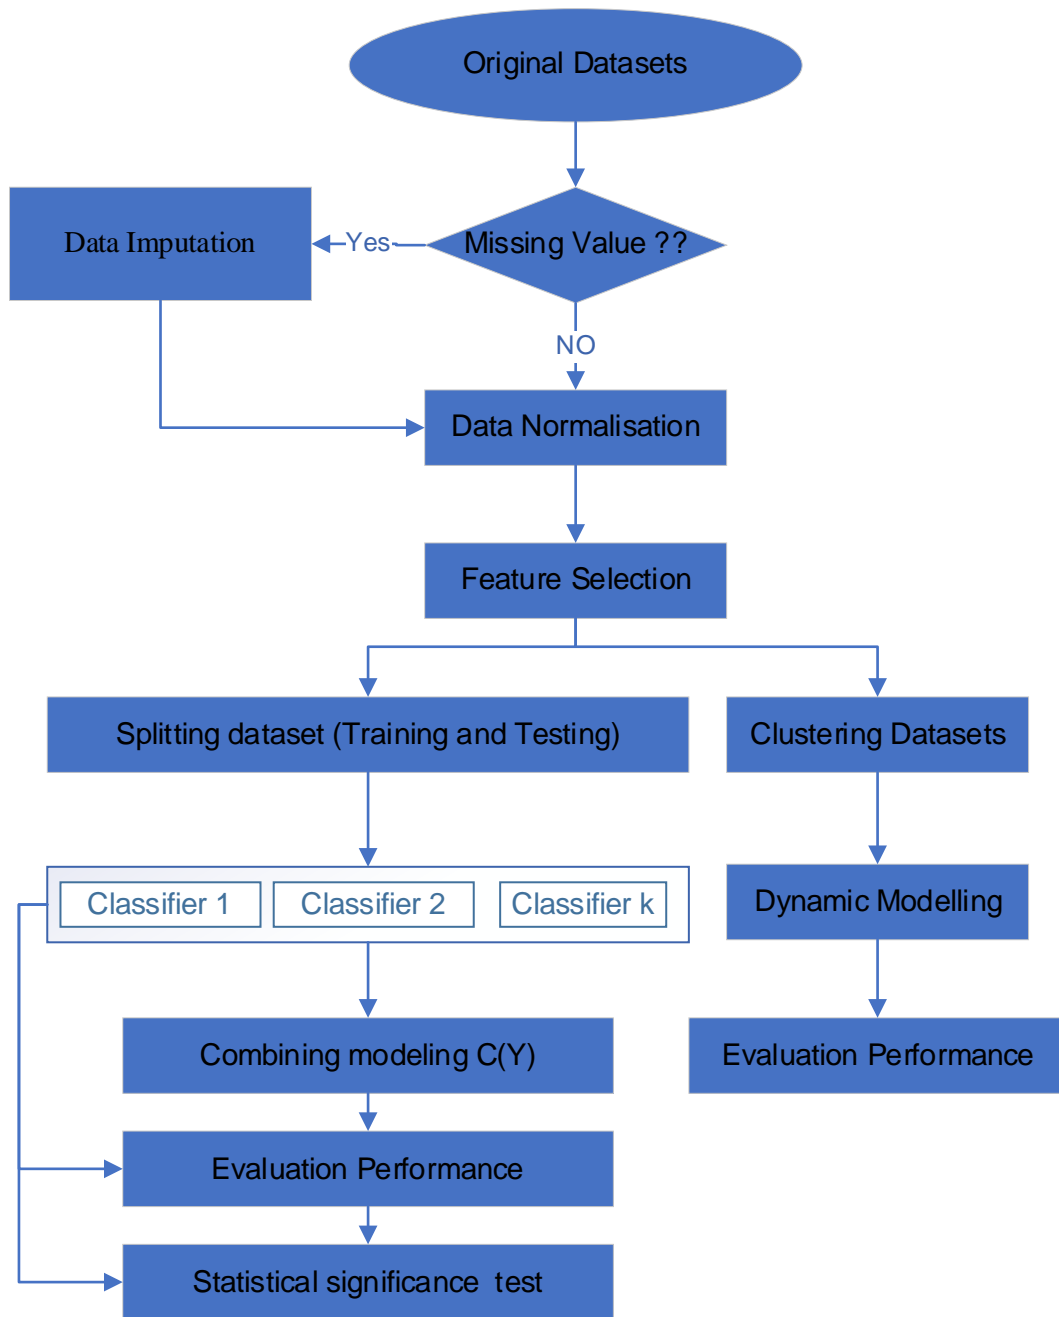 Original Datasets
Missing Value ??
Yes
Data Imputation
NO
Data Normalisation
Feature Selection
Splitting dataset (Training and Testing)
Clustering Datasets
Classifier 1
Classifier 2
Classifier k
Dynamic Modelling
Combining modeling C(Y)
Evaluation Performance
Evaluation Performance
Statistical significance test